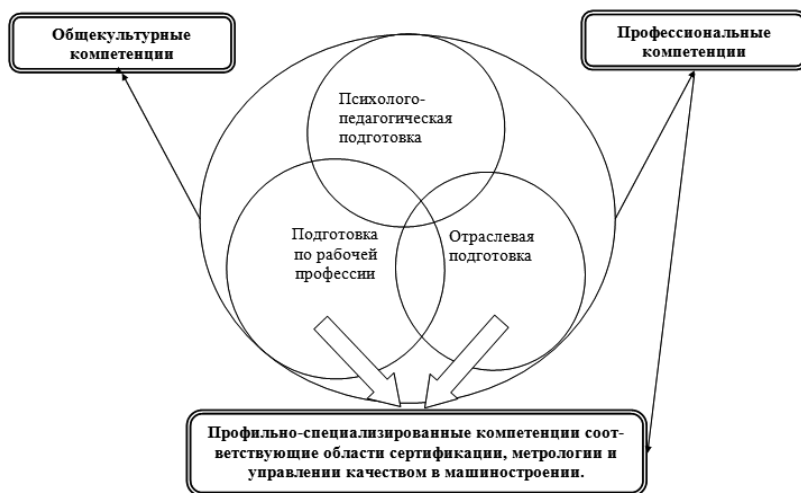 Общекультурные
компетенции
Профессиональные
компетенции
Психолого-
педагогическая
подготовка
Подготовка
по рабочей
профессии
Отраслевая
подготовка
Профильно-специализированные компетенции соот-
ветствующие области сертификации, метрологии и
управлении качеством в машиностроении.